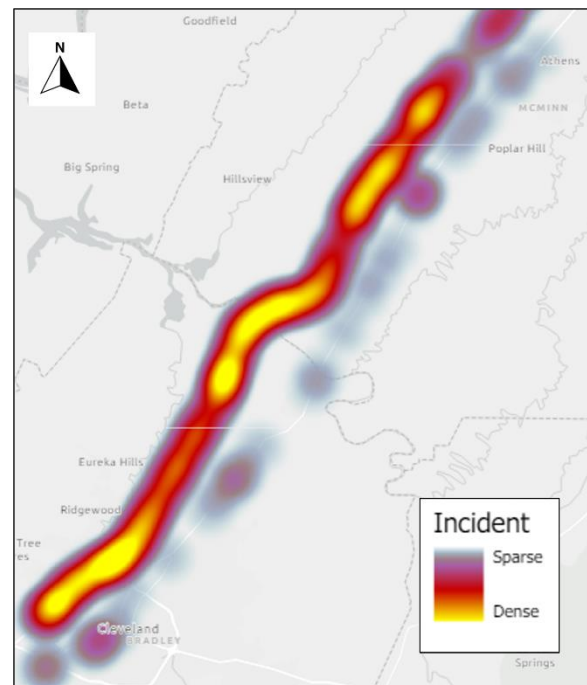 Goodfield
N
Athens
Beta
MCMINN
Poplar Hill
Big Spring
Hillsview
Eureka Hills
Ridgewood
Tree
res
Incident
Sparse
Dense
Cleveland
BRADLEY
Springs